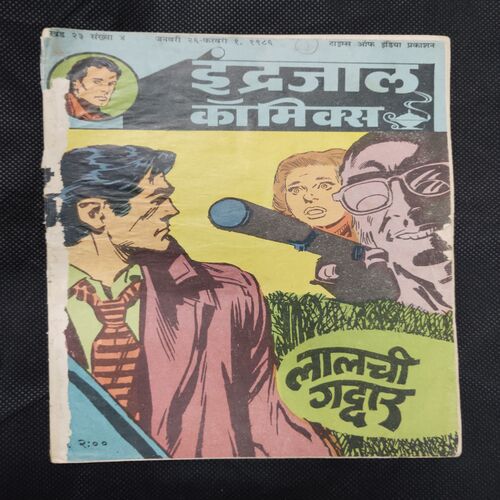 खंड २३ संख्या ४ जनवरी २६-फरवरी १, १९८६ टाइम्स ऑफ इंडिया प्रकाशन
इंद्रजाल
कॉमिक्स
लालची
गद्दार
२:००